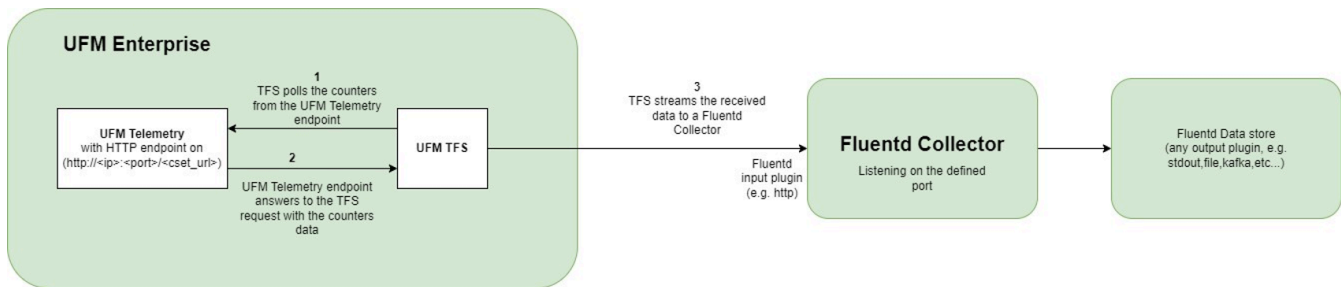 UFM Enterprise
1
TFS polls the counters
from the UFM Telemetry
endpoint
UFM Telemetry
with HTTP endpoint on
(http://<ip>:<port>/<cset_url>)
2
UFM Telemetry endpoint
answers to the TFS
request with the counters
data
UFM TFS
3
TFS streams the received
data to a Fluentd
Collector
Fluentd
input plugin
(e.g. http)
Fluentd Collector
Listening on the defined
port
Fluentd Data store
(any output plugin, e.g.
stdout,file,kafka,etc...)